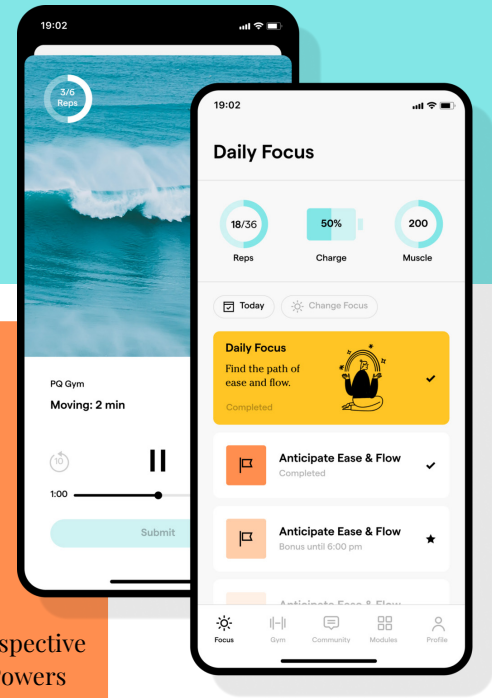 19:02
3/6
Reps
PQ Gym
Moving: 2 min
10
1:00
Submit
19:02
Daily Focus
18/36
50%
200
Reps
Charge
Muscle
Today
Change Focus
Daily Focus
Find the path of
ease and flow.
Completed
Anticipate Ease & Flow
Completed
Anticipate Ease & Flow
Bonus until 6:00 pm
Anticipate Ease & Flow
Focus
Gym
Community
Modules
Profile
spective
owers